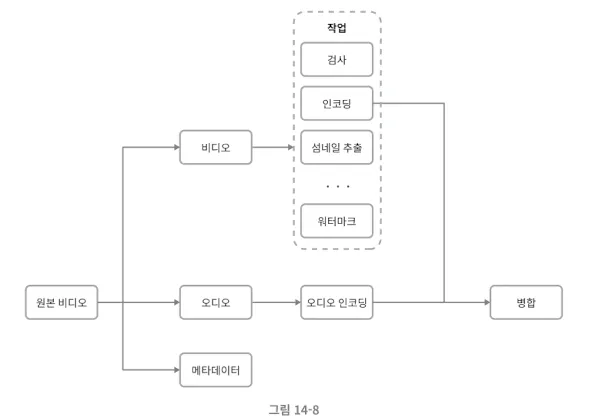 작업
검사
인코딩
비디오
섬네일 추출
. . .
워터마크
원본 비디오
오디오
오디오 인코딩
병합
메타데이터
그림 14-8